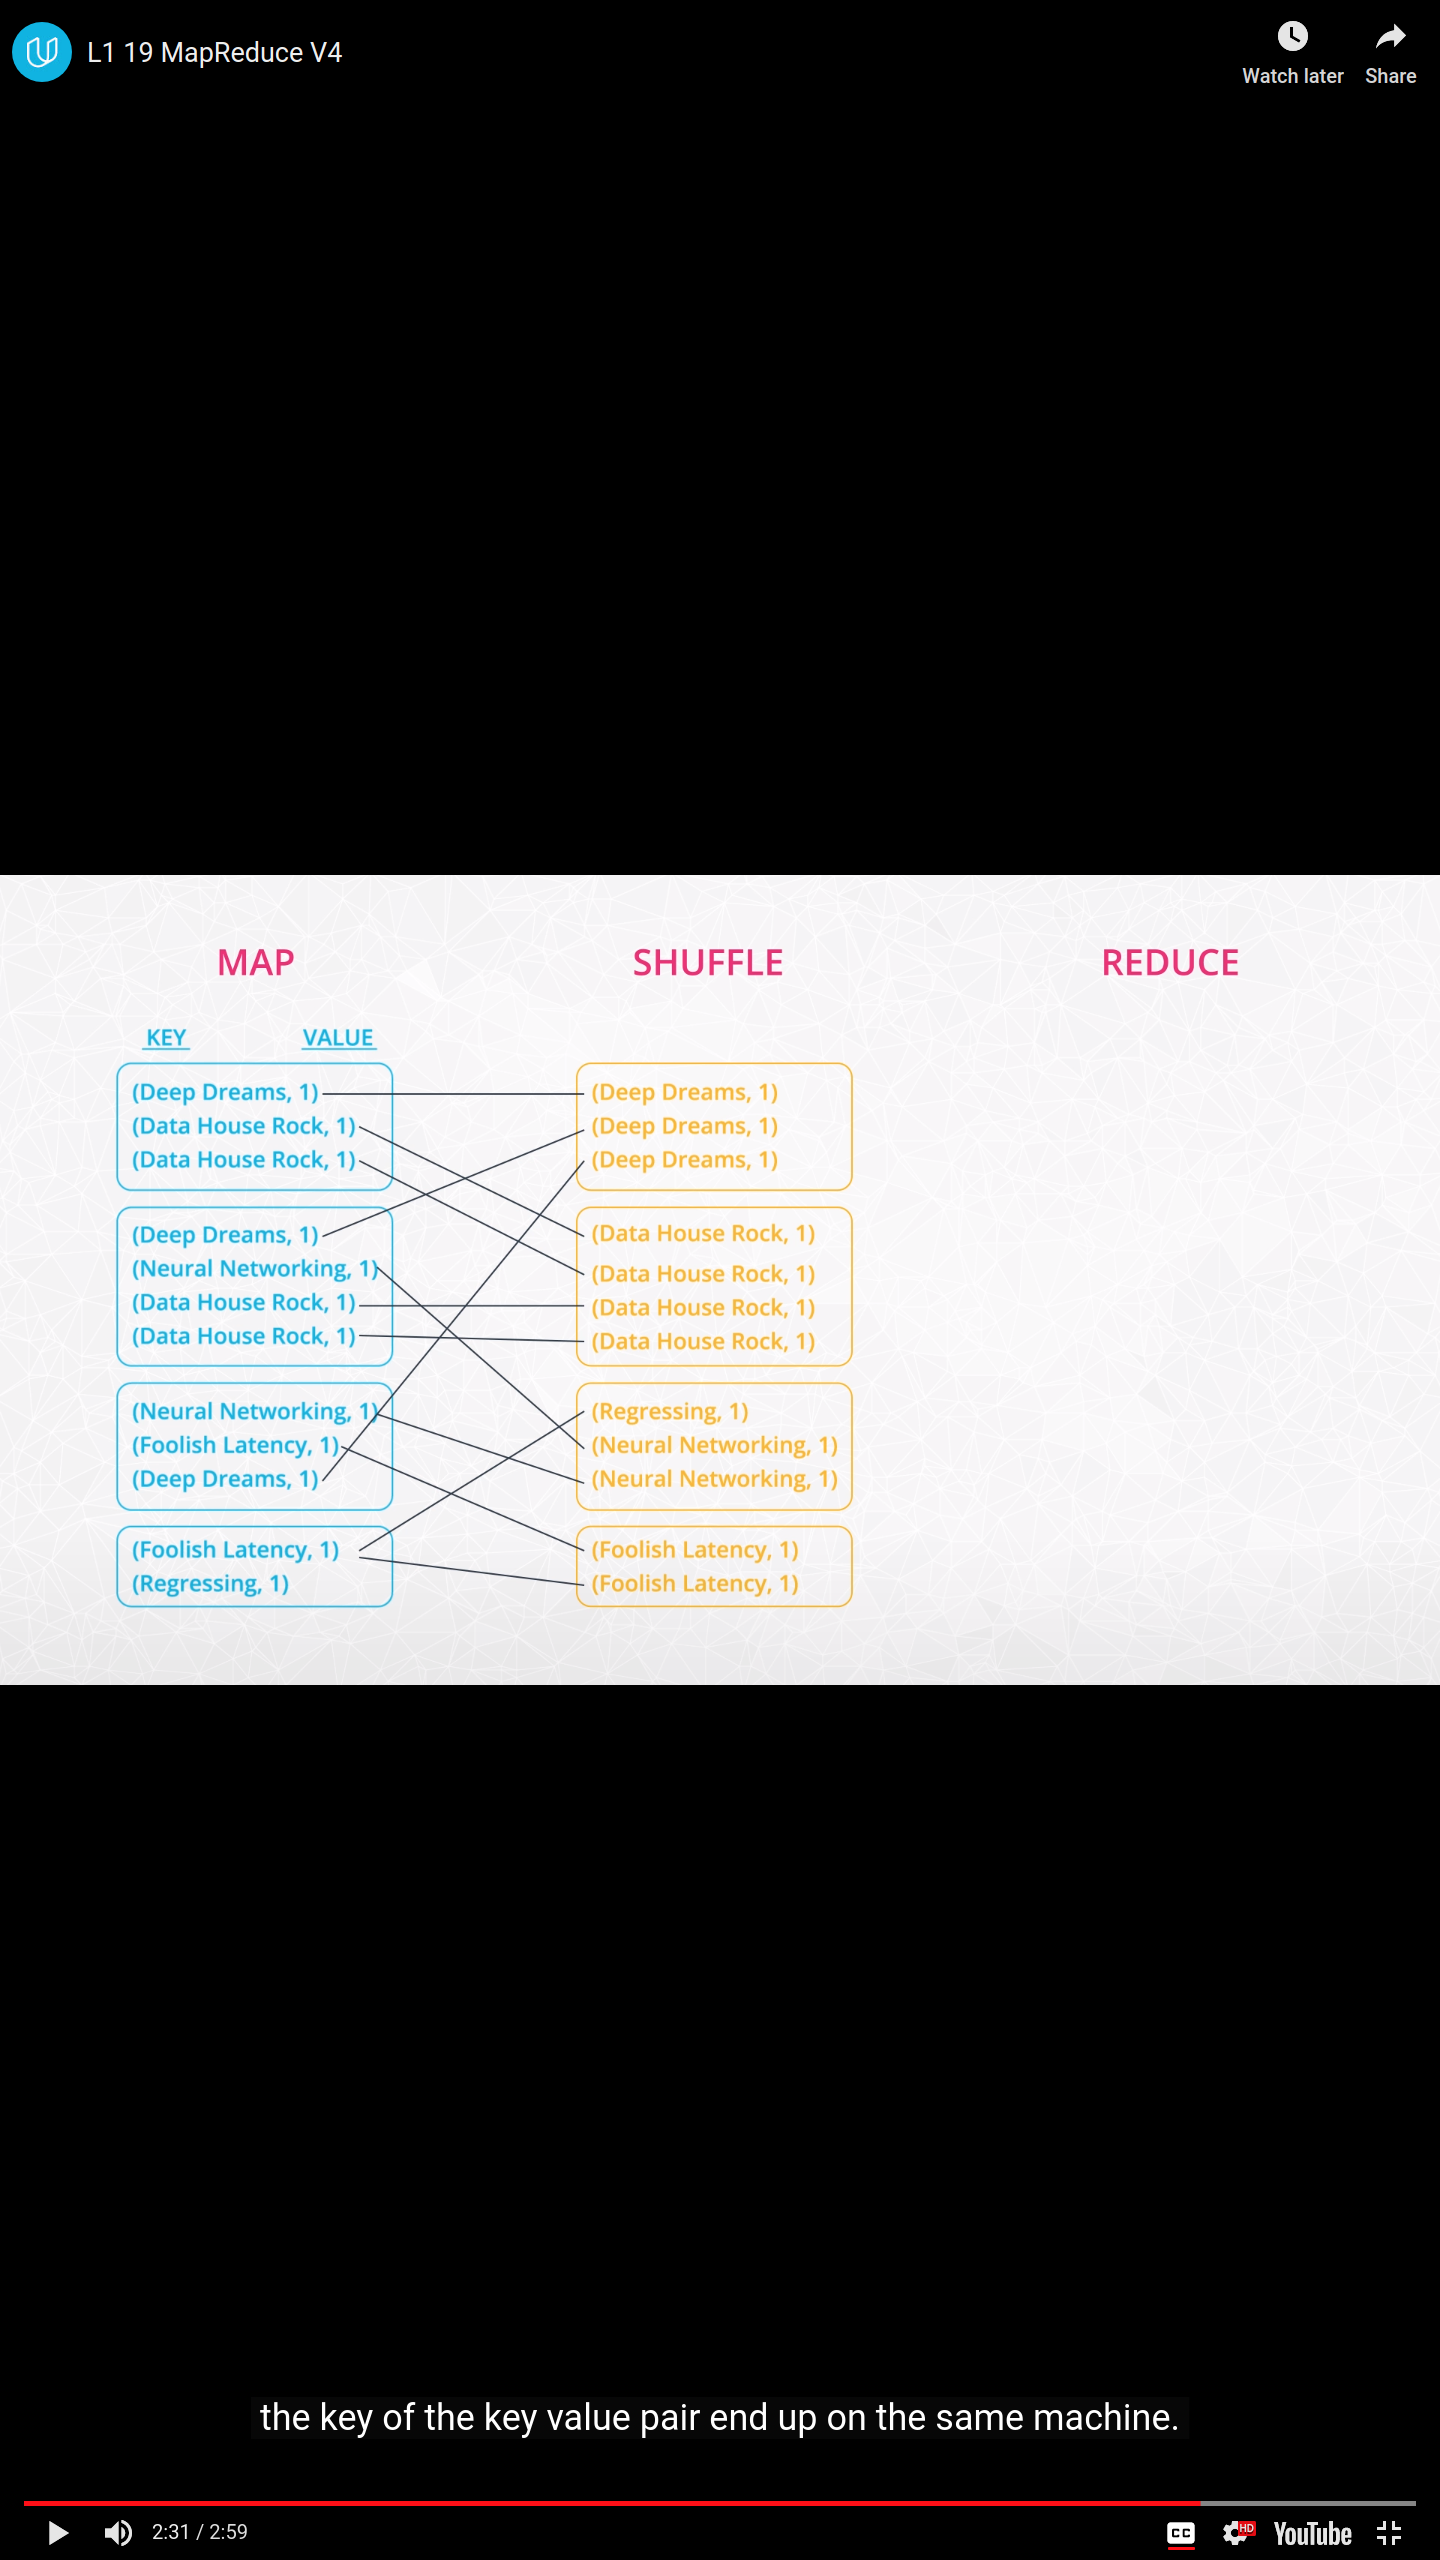 L1 19 MapReduce V4
Watch later
Share
MAP
SHUFFLE
REDUCE
KEY
VALUE
(Deep Dreams, 1)
(Data House Rock, 1)
(Data House Rock, 1)
(Deep Dreams, 1)
(Neural Networking, 1)
(Data House Rock, 1)
(Data House Rock, 1)
(Neural Networking, 1)
(Foolish Latency, 1)
(Deep Dreams, 1)
(Foolish Latency, 1)
(Regressing, 1)
(Deep Dreams, 1)
(Deep Dreams, 1)
(Deep Dreams, 1)
(Data House Rock, 1)
(Data House Rock, 1)
(Data House Rock, 1)
(Data House Rock, 1)
(Regressing, 1)
(Neural Networking, 1)
(Neural Networking, 1)
(Foolish Latency, 1)
(Foolish Latency, 1)
the key of the key value pair end up on the same machine.
2:31 / 2:59
CC
HD
YouTube